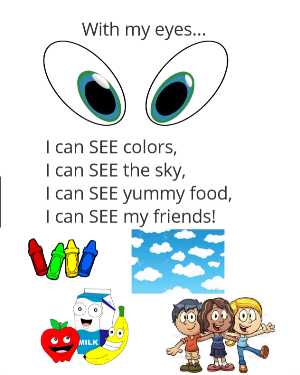 With my eyes...
I can SEE colors,
I can SEE the sky,
I can SEE yummy food,
I can SEE my friends!
MILK